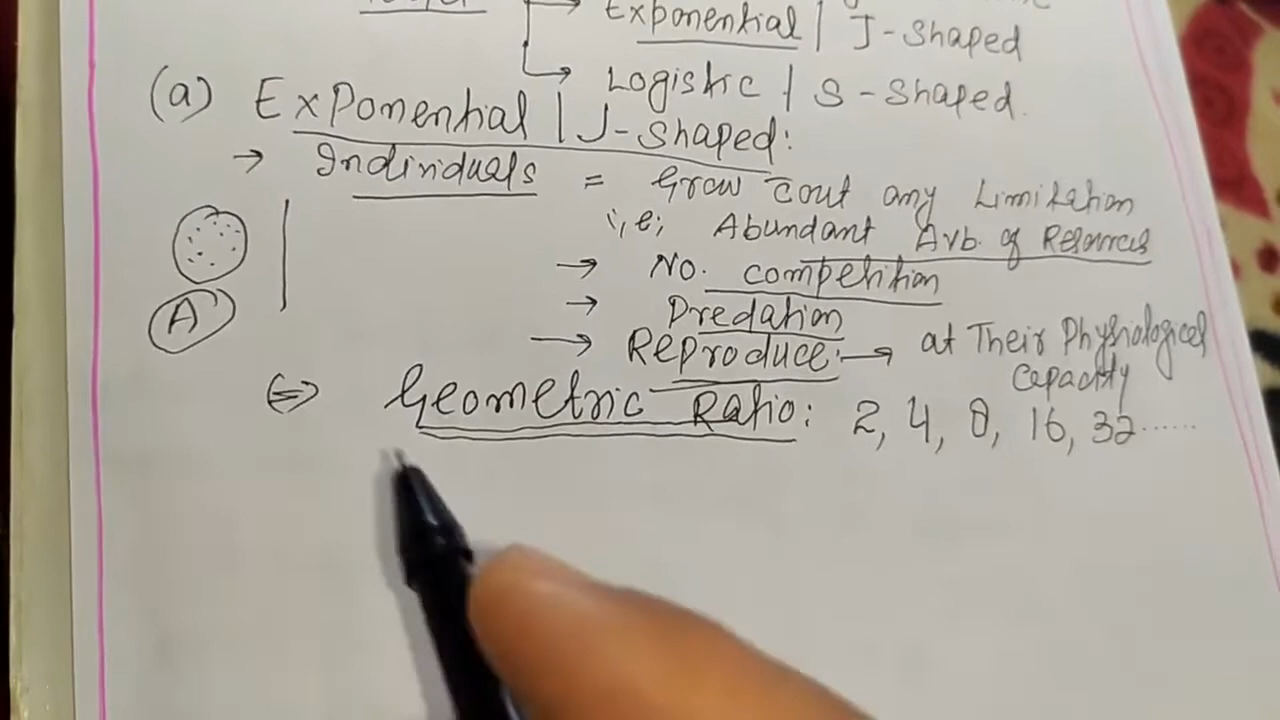 → Exponential | J-Shaped
→ Logistic | S-Shaped.
(a) Exponential | J-Shaped:
→ Individuals = Grow cout any Limitation
i,e; Abundant Avb. of Resources
→ No. competition
→ Predation
→ Reproduce: → at Their Physiological Capacity
A
⇔ Geometric Ratio: 2, 4, 8, 16, 32......